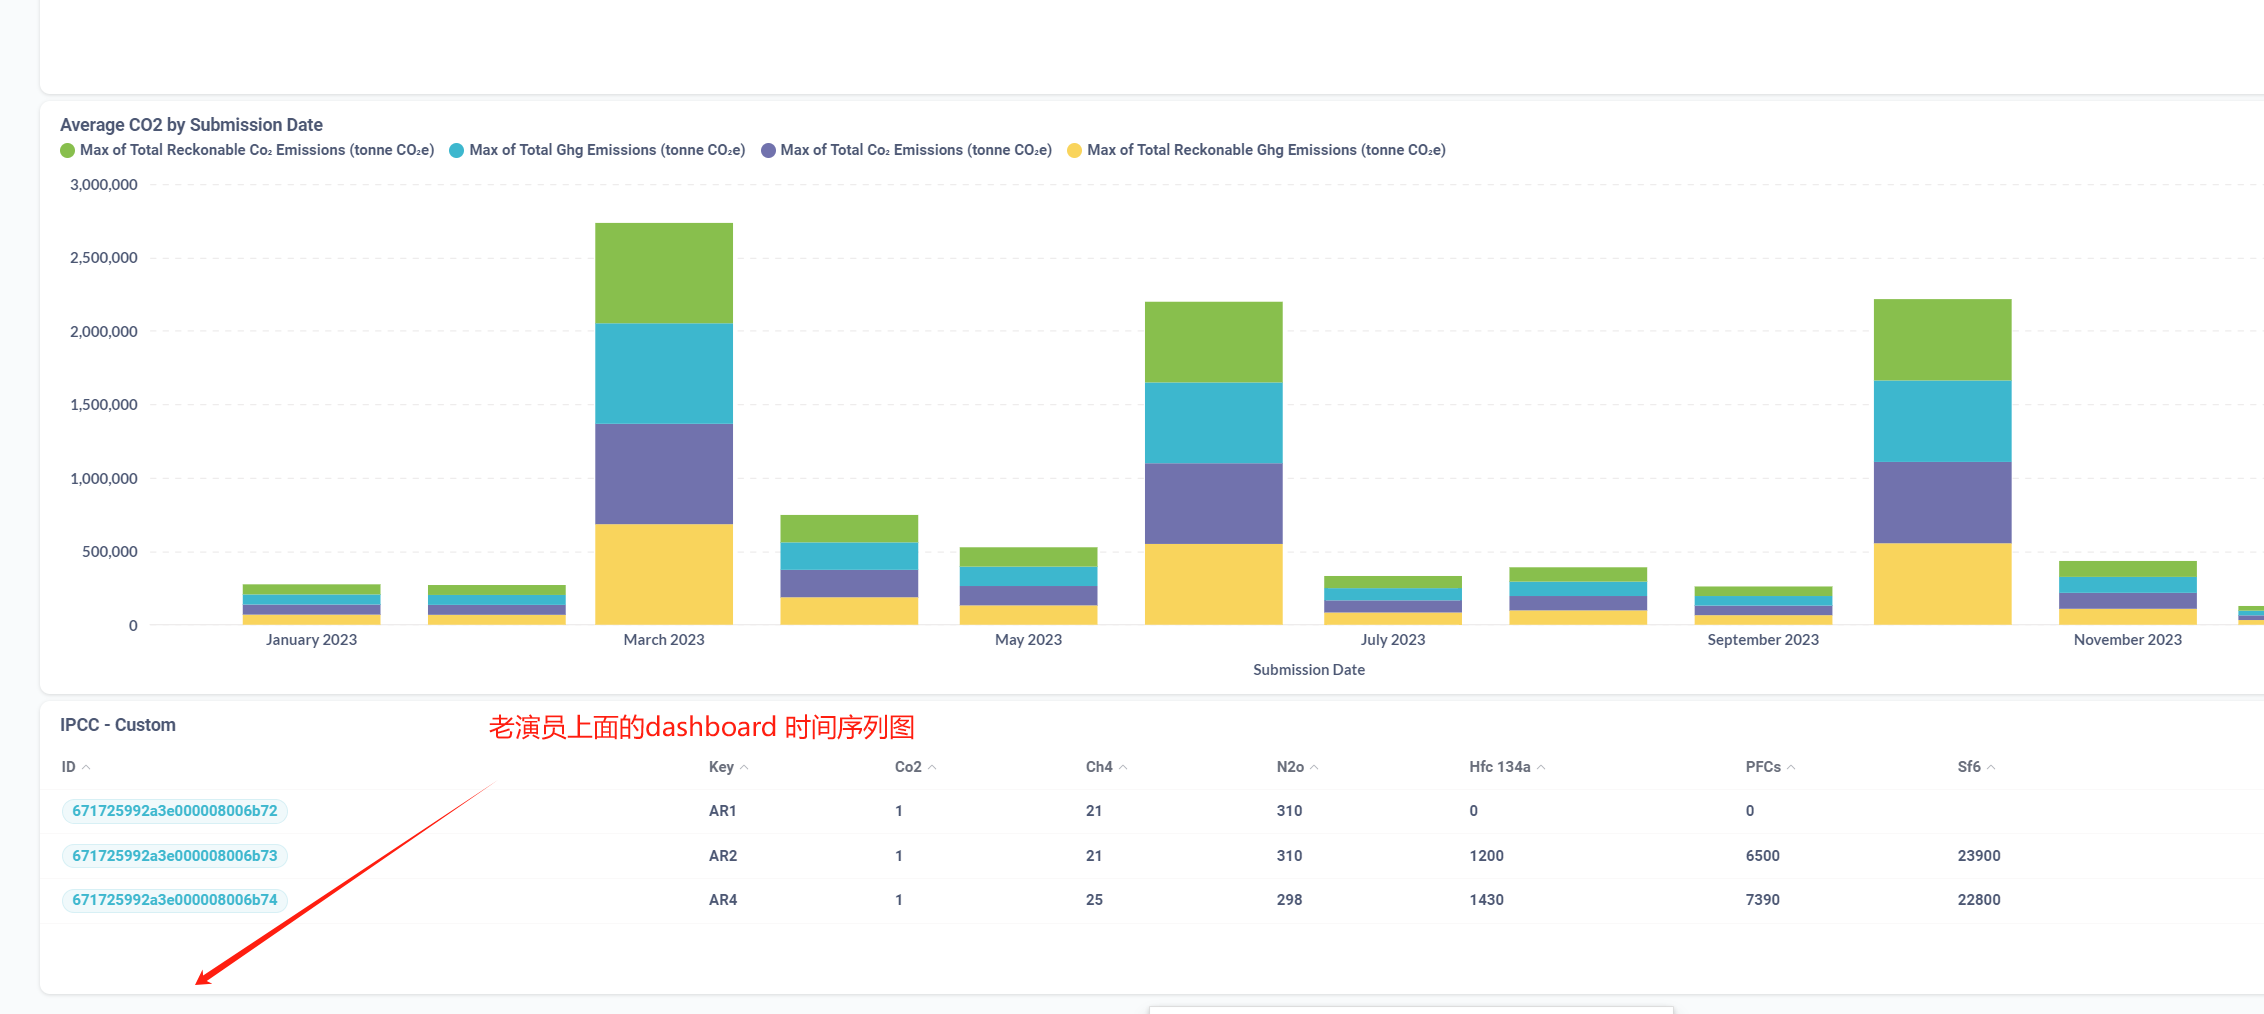 Average CO2 by Submission Date
Max of Total Reckonable Co₂ Emissions (tonne CO₂e) Max of Total Ghg Emissions (tonne CO₂e) Max of Total Co₂ Emissions (tonne CO₂e) Max of Total Reckonable Ghg Emissions (tonne CO₂e)
3,000,000
2,500,000
2,000,000
1,500,000
1,000,000
500,000
0
January 2023 March 2023 May 2023 July 2023 September 2023 November 2023
Submission Date
IPCC - Custom
老演员上面的dashboard 时间序列图
ID Key Co2 Ch4 N2o Hfc 134a PFCs Sf6
671725992a3e000008006b72 AR1 1 21 310 0 0
671725992a3e000008006b73 AR2 1 21 310 1200 6500 23900
671725992a3e000008006b74 AR4 1 25 298 1430 7390 22800